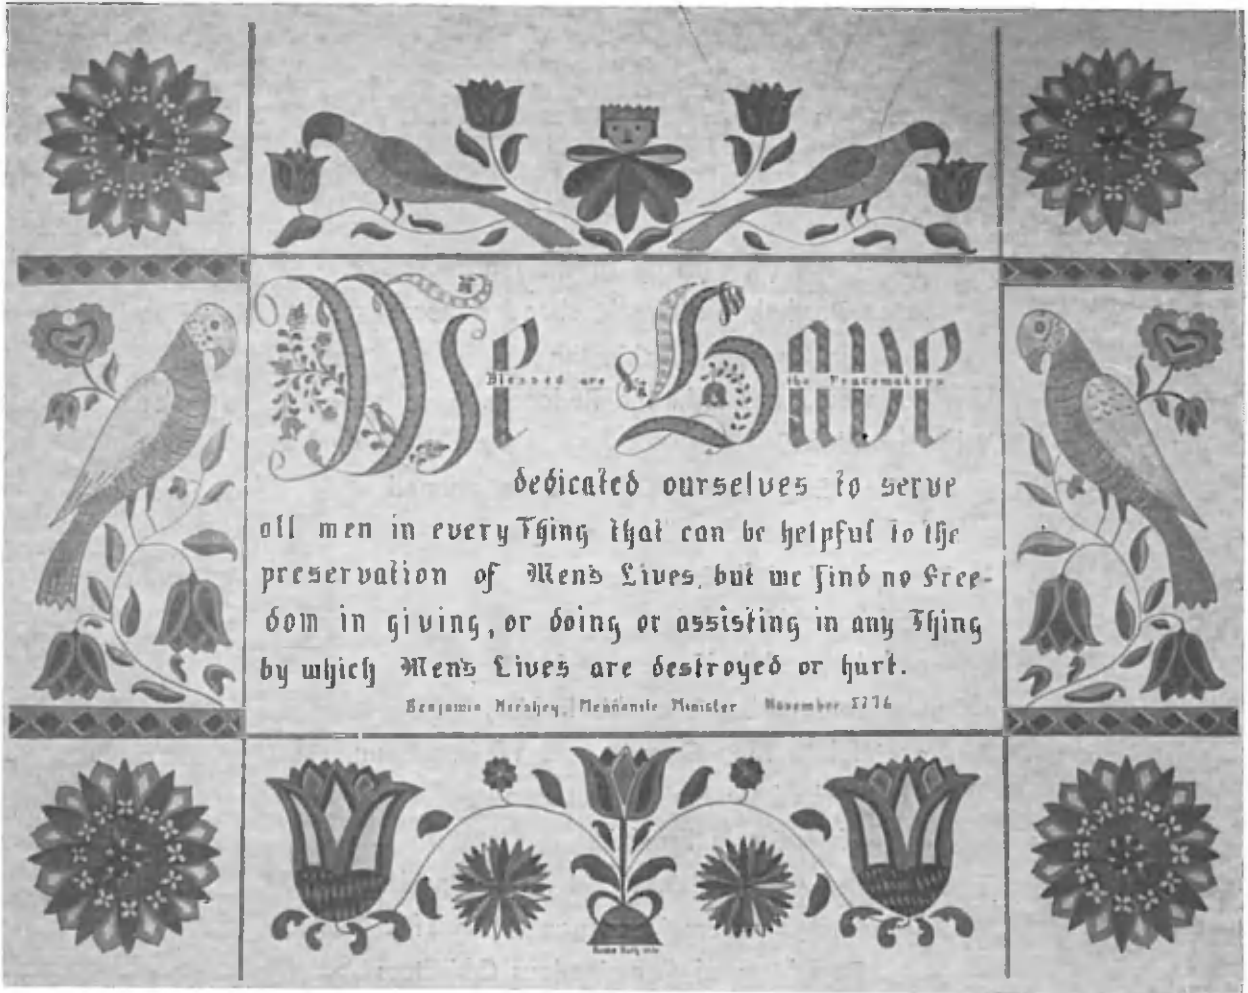 We Have
Blessed are the Peacemakers
dedicated ourselves to serve
all men in every Thing that can be helpful to the
preservation of Men's Lives, but we find no Free-
dom in giving, or doing or assisting in any Thing
by which Men's Lives are destroyed or hurt.
Benjamin Hershey, Mennonite Minister November 1776